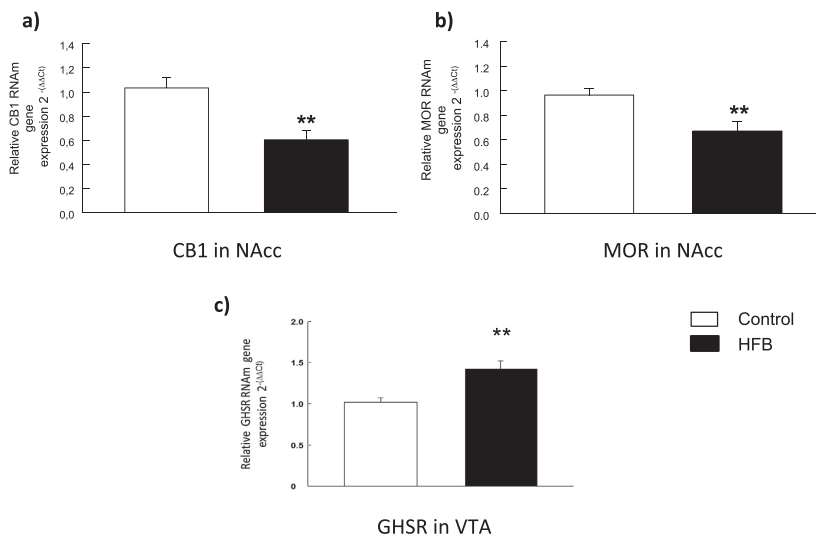 a)
Relative CB1 RNAm
gene
expression 2 -(ΔΔCt)
1,4
1,2
1,0
0,8
0,6
0,4
0,2
0,0
**
CB1 in NAcc
b)
Relative MOR RNAm
gene
expression 2 -(ΔΔCt)
1.4
1.2
1.0
0.8
0.6
0.4
0.2
0.0
**
MOR in NAcc
c)
Relative GHSR RNAm gene
expression 2-(ΔΔCt)
2.0
1.5
1.0
0.5
0
**
GHSR in VTA
Control
HFB